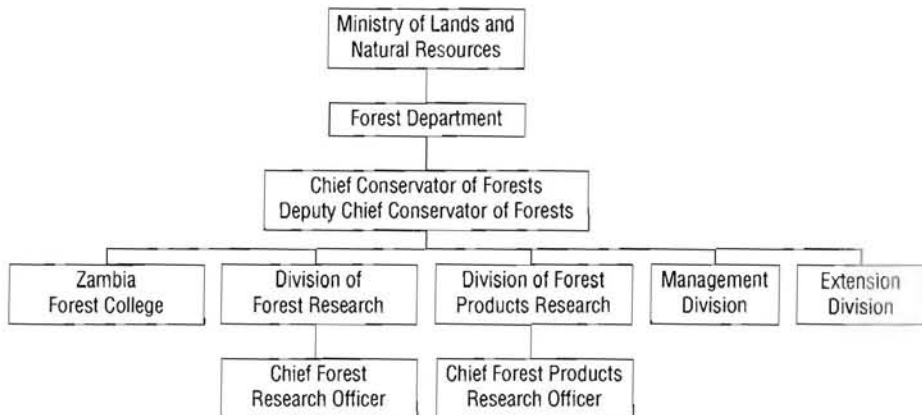 Ministry of Lands and
Natural Resources
Forest Department
Chief Conservator of Forests
Deputy Chief Conservator of Forests
Zambia
Forest College
Division of
Forest Research
Division of Forest
Products Research
Management
Division
Extension
Division
Chief Forest
Research Officer
Chief Forest Products
Research Officer